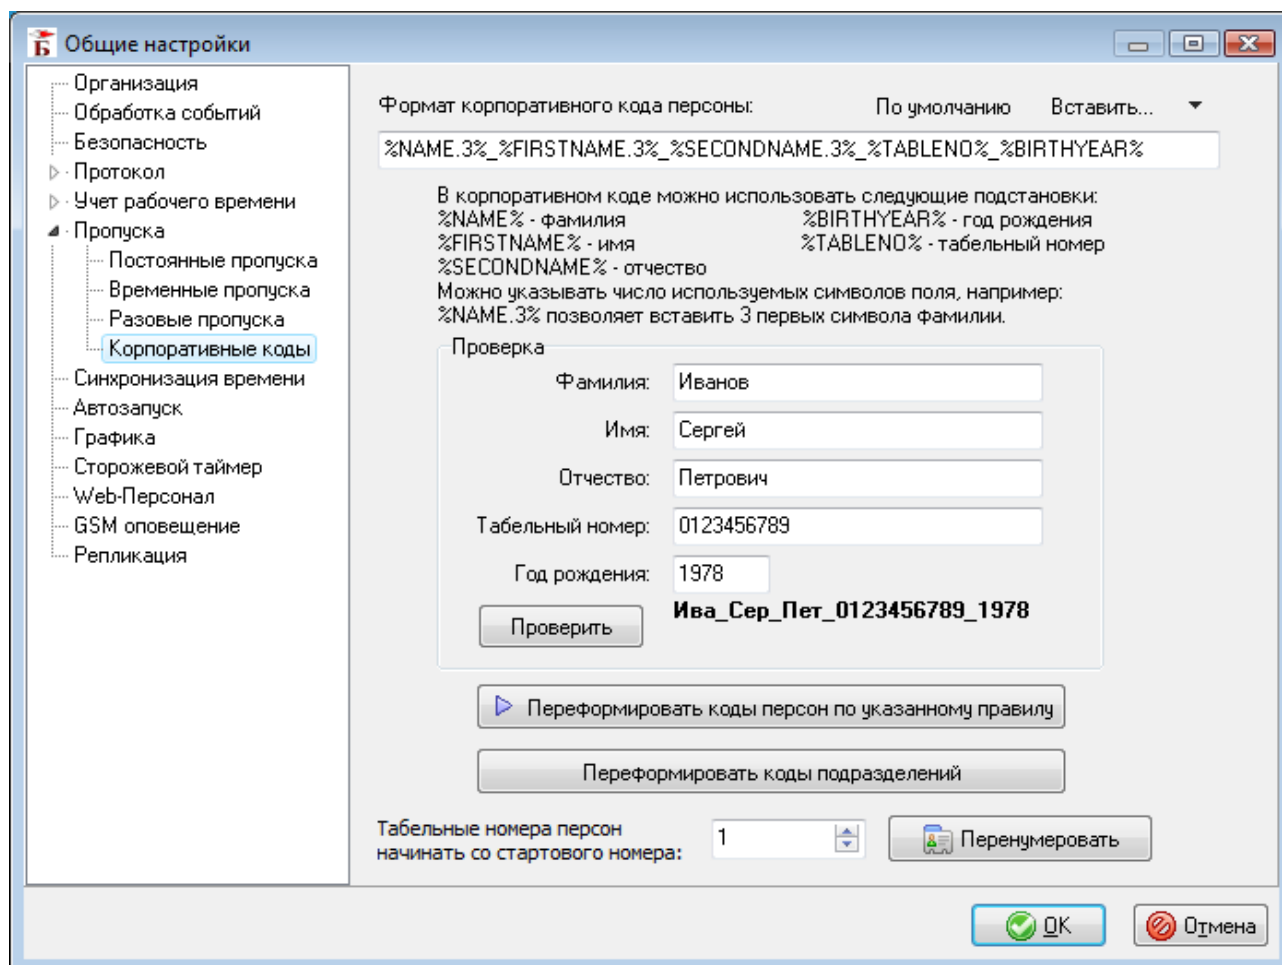 Общие настройки
Организация
Обработка событий
Безопасность
Протокол
Учет рабочего времени
Пропуска
Постоянные пропуска
Временные пропуска
Разовые пропуска
Корпоративные коды
Синхронизация времени
Автозапуск
Графика
Сторожевой таймер
Web-Персонал
GSM оповещение
Репликация
Формат корпоративного кода персоны: По умолчанию Вставить...
%NAME.3%_%FIRSTNAME.3%_%SECONDNAME.3%_%TABLENO%_%BIRTHYEAR%
В корпоративном коде можно использовать следующие подстановки:
%NAME% - фамилия %BIRTHYEAR% - год рождения
%FIRSTNAME% - имя %TABLENO% - табельный номер
%SECONDNAME% - отчество
Можно указывать число используемых символов поля, например:
%NAME.3% позволяет вставить 3 первых символа фамилии.
Проверка
Фамилия: Иванов
Имя: Сергей
Отчество: Петрович
Табельный номер: 0123456789
Год рождения: 1978
Проверить Ива_Сер_Пет_0123456789_1978
Переформировать коды персон по указанному правилу
Переформировать коды подразделений
Табельные номера персон
начинать со стартового номера: 1 Перенумеровать
OK Отмена